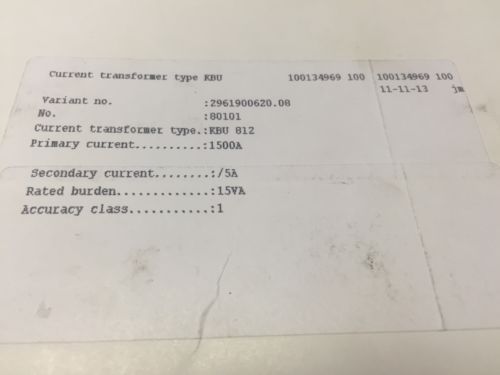 Current transformer type KBU 100134969 100 100134969 100
11-11-13 jm
Variant no. :2961900620.08
No. :80101
Current transformer type.:KBU 812
Primary current..........:1500A
Secondary current........:/5A
Rated burden.............:15VA
Accuracy class...........:1